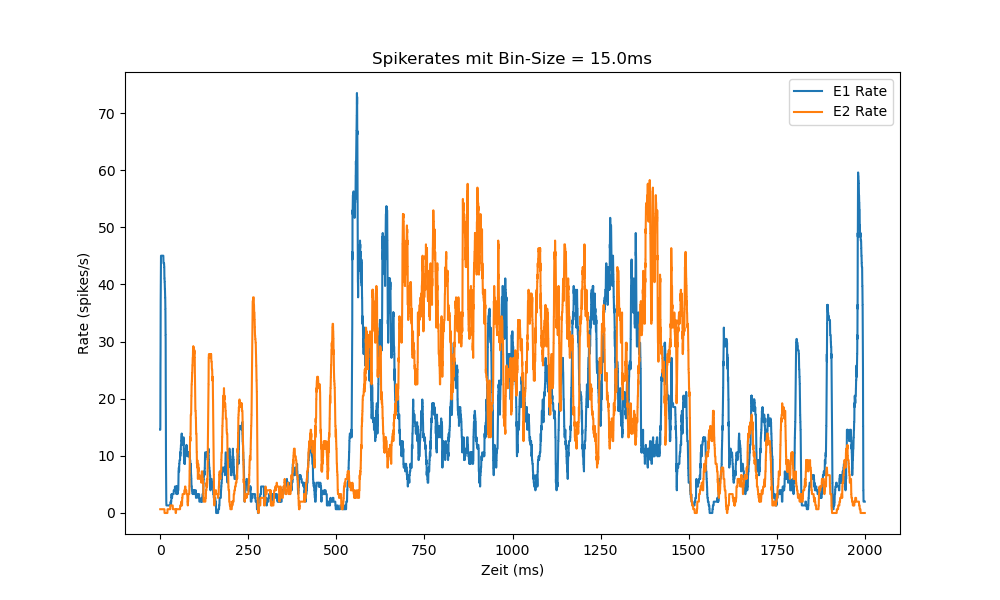 Spikerates mit Bin-Size = 15.0ms
E1 Rate
E2 Rate
Rate (spikes/s)
70
60
50
40
30
20
10
0
0 250 500 750 1000 1250 1500 1750 2000
Zeit (ms)